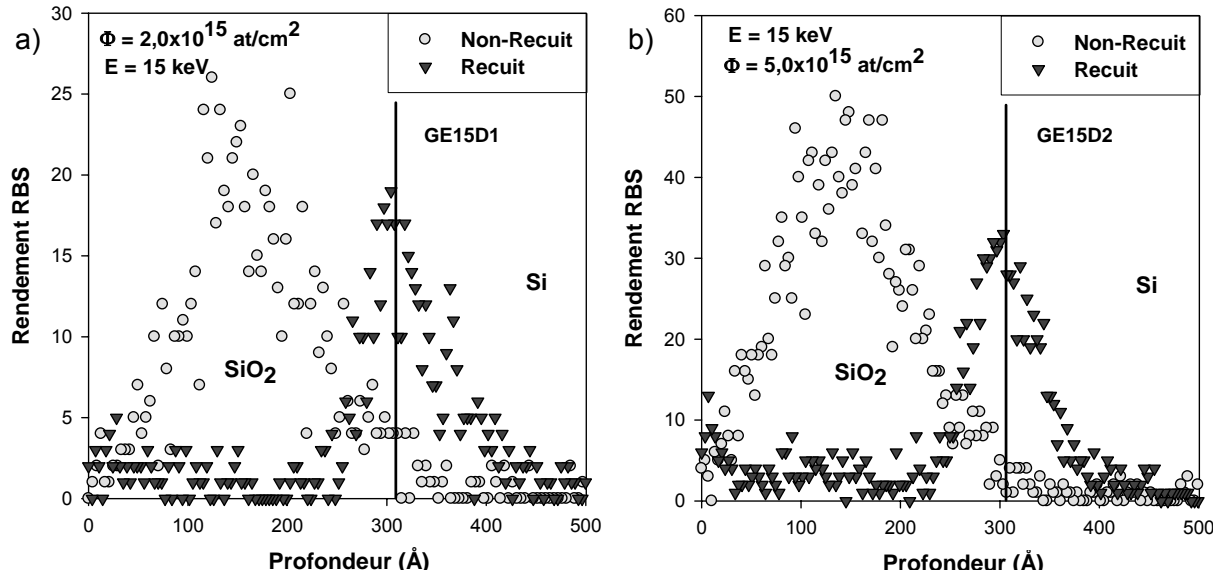 a)
Φ = 2,0x10^15 at/cm^2
E = 15 keV
Non-Recuit
Recuit
GE15D1
SiO2
Si
Rendement RBS
30
25
20
15
10
5
0
0 100 200 300 400 500
Profondeur (Å)
b)
E = 15 keV
Φ = 5,0x10^15 at/cm^2
Non-Recuit
Recuit
GE15D2
SiO2
Si
Rendement RBS
60
50
40
30
20
10
0
0 100 200 300 400 500
Profondeur (Å)